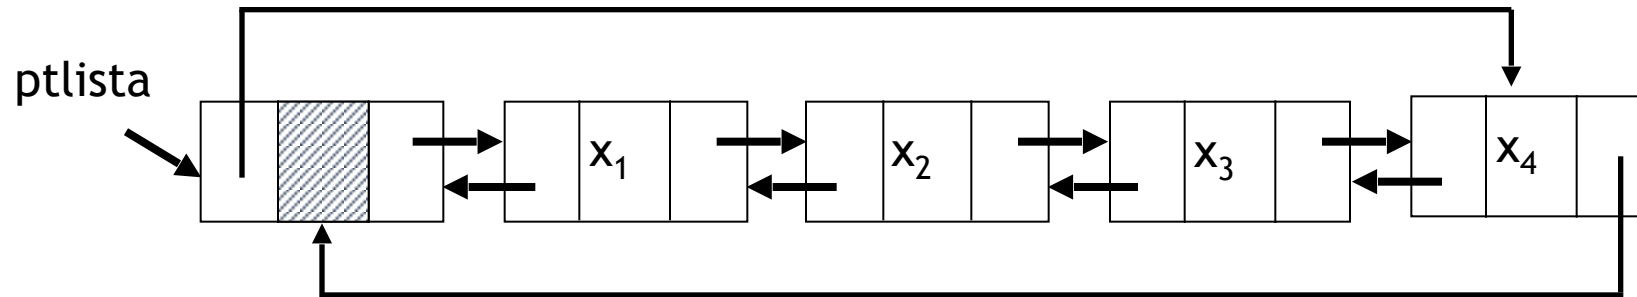 ptlista
x₁ x₂ x₃ x₄